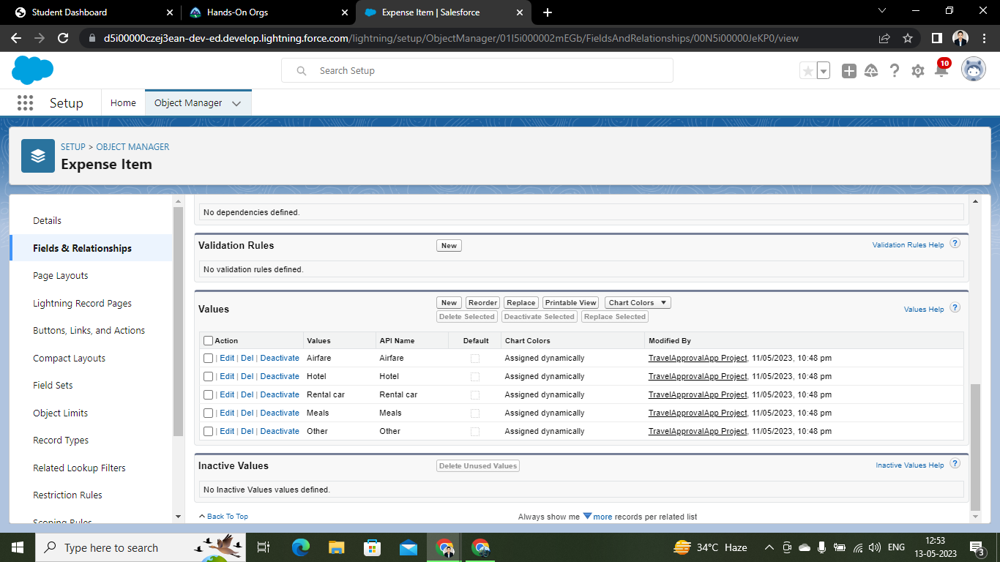 Student Dashboard
Hands-On Orgs
Expense Item | Salesforce
d5i00000czej3ean-dev-ed.develop.lightning.force.com/lightning/setup/ObjectManager/01I5i000002mEGb/FieldsAndRelationships/00N5i00000JeKP0/view
Search Setup
10
Setup
Home
Object Manager
SETUP > OBJECT MANAGER
Expense Item
Details
Fields & Relationships
Page Layouts
Lightning Record Pages
Buttons, Links, and Actions
Compact Layouts
Field Sets
Object Limits
Record Types
Related Lookup Filters
Restriction Rules
Scoping Rules
No dependencies defined.
Validation Rules New Validation Rules Help ?
No validation rules defined.
Values New Reorder Replace Printable View Chart Colors Values Help ?
Delete Selected Deactivate Selected Replace Selected
Action Values API Name Default Chart Colors Modified By
| Edit | Del | Deactivate Airfare Airfare Assigned dynamically TravelApprovalApp Project, 11/05/2023, 10:48 pm
| Edit | Del | Deactivate Hotel Hotel Assigned dynamically TravelApprovalApp Project, 11/05/2023, 10:48 pm
| Edit | Del | Deactivate Rental car Rental car Assigned dynamically TravelApprovalApp Project, 11/05/2023, 10:48 pm
| Edit | Del | Deactivate Meals Meals Assigned dynamically TravelApprovalApp Project, 11/05/2023, 10:48 pm
| Edit | Del | Deactivate Other Other Assigned dynamically TravelApprovalApp Project, 11/05/2023, 10:48 pm
Inactive Values Delete Unused Values Inactive Values Help ?
No Inactive Values values defined.
Back To Top Always show me more records per related list
Type here to search
34°C Haze
ENG
12:53
13-05-2023
3